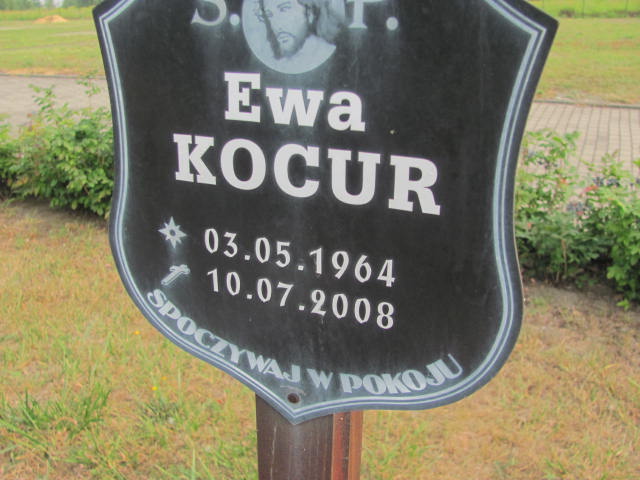 S. P.
Ewa
KOCUR
03.05.1964
10.07.2008
SPOCZYWAJ W POKOJU